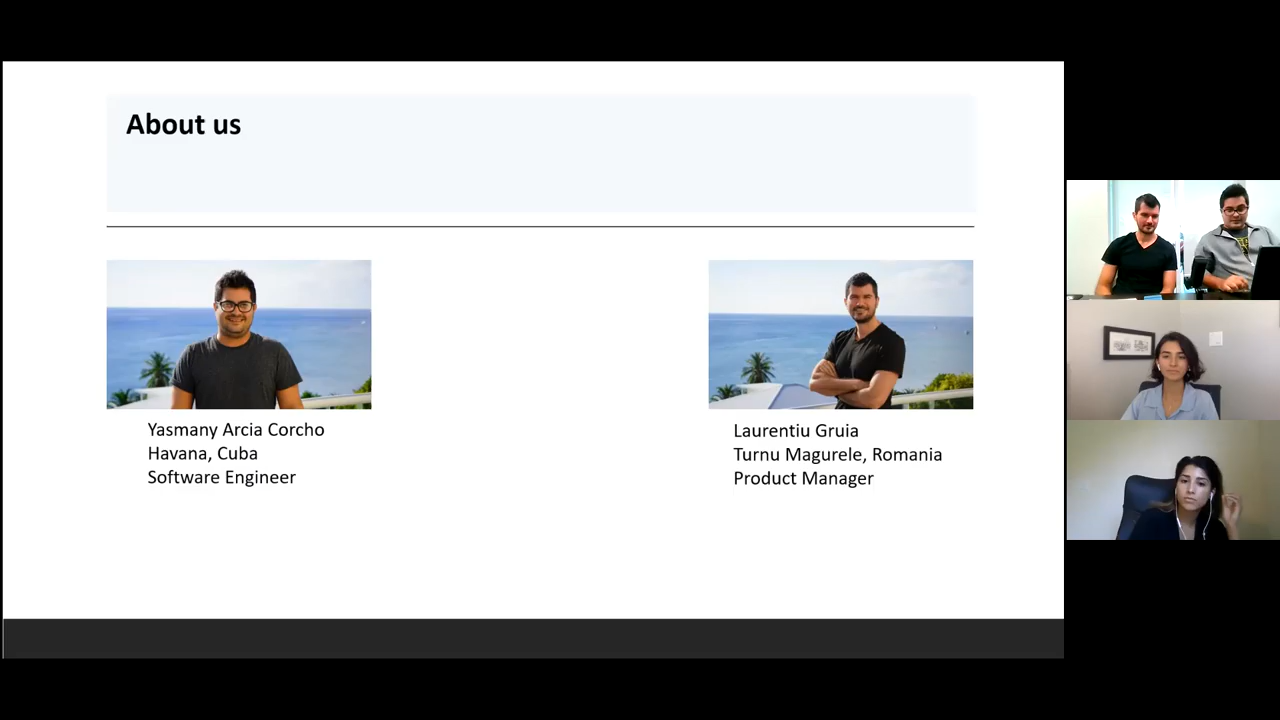 About us
Yasmany Arcia Corcho
Havana, Cuba
Software Engineer
Laurentiu Gruia
Turnu Magurele, Romania
Product Manager